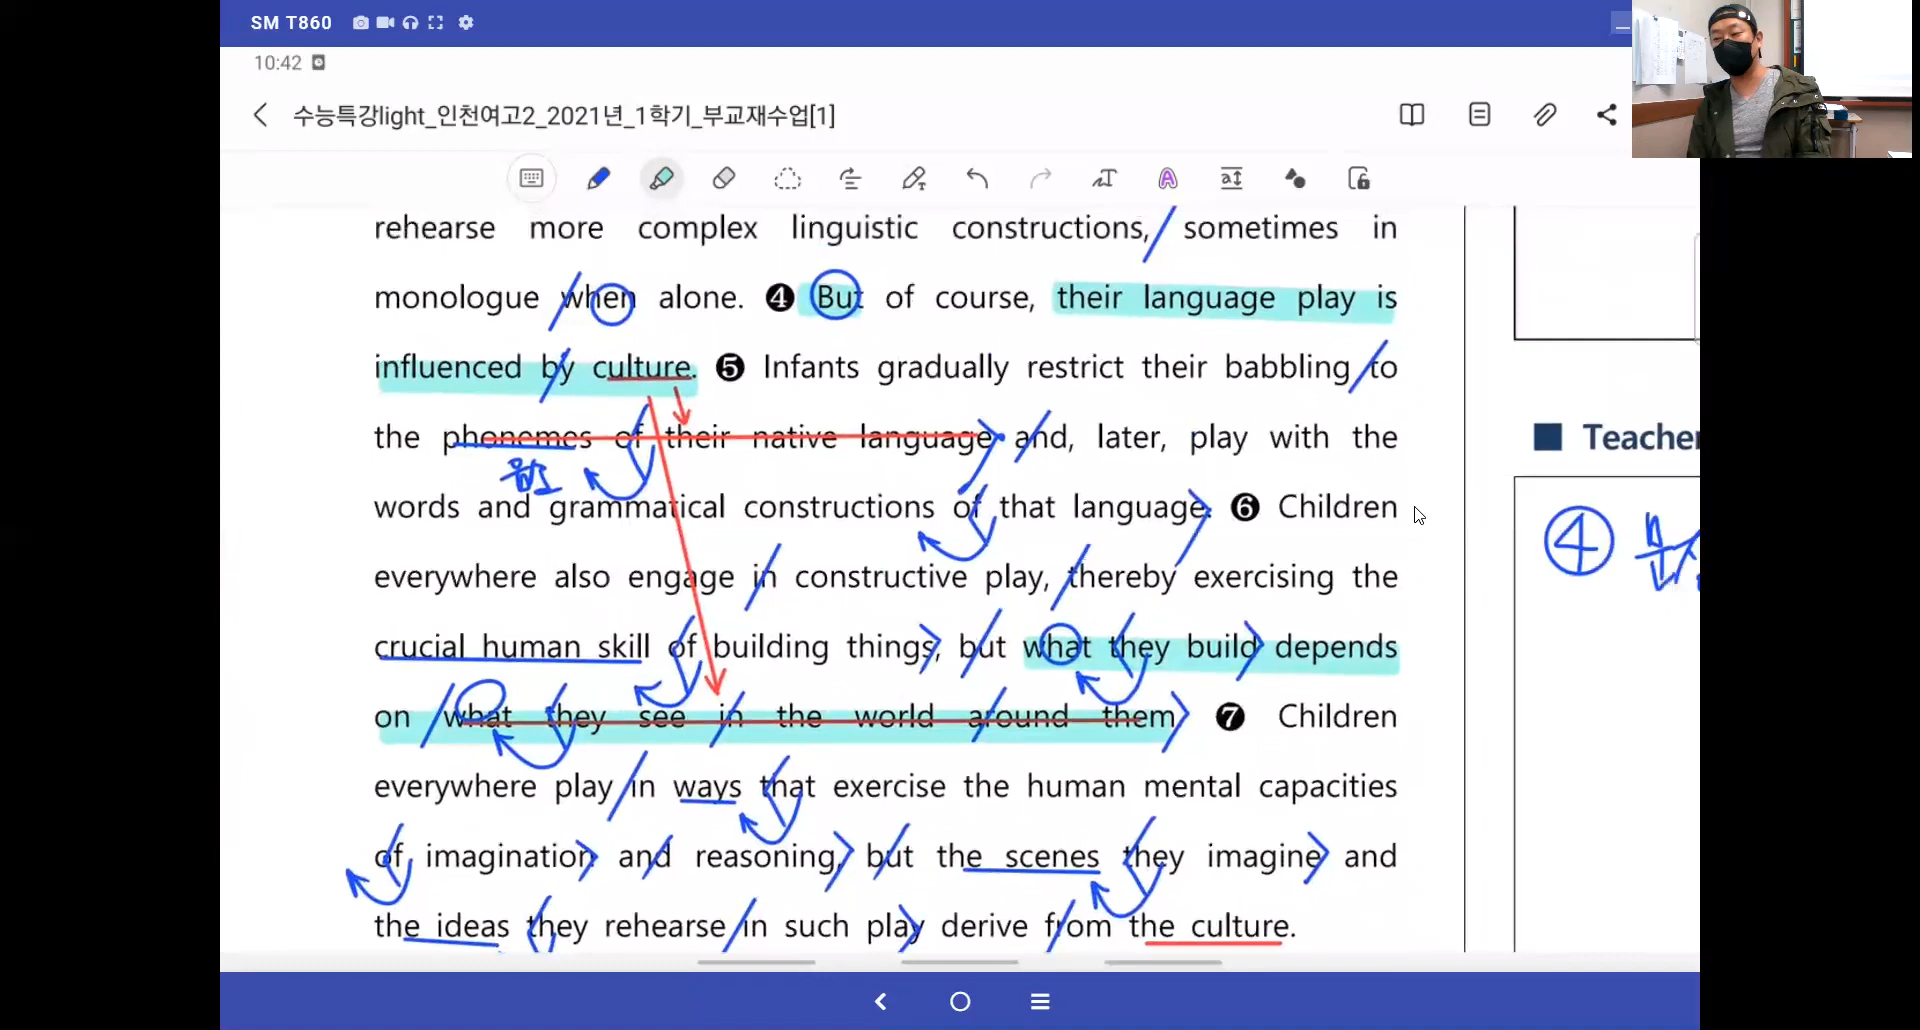 SM T860
10:42
수능특강light_인천여고2_2021년_1학기_부교재수업[1]
rehearse more complex linguistic constructions, sometimes in
monologue when alone. ❹ But of course, their language play is
influenced by culture. ❺ Infants gradually restrict their babbling to
the phonemes of their native language and, later, play with the
음소
words and grammatical constructions of that language. ❻ Children
everywhere also engage in constructive play, thereby exercising the
crucial human skill of building things, but what they build depends
on what they see in the world around them ❼ Children
everywhere play in ways that exercise the human mental capacities
of imagination and reasoning, but the scenes they imagine and
the ideas they rehearse in such play derive from the culture.
Teacher
④